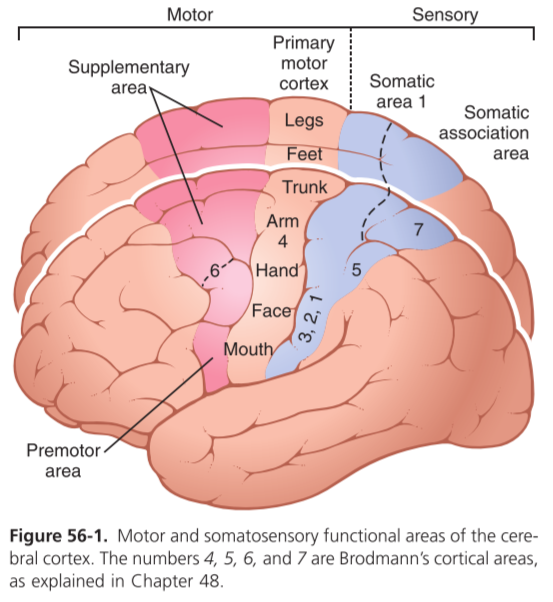 Motor
Sensory
Primary
motor
cortex
Supplementary
area
Somatic
area 1
Somatic
association
area
Legs
Feet
Trunk
Arm
4
7
6
Hand
5
Face
3, 2, 1
Mouth
Premotor
area
Figure 56-1. Motor and somatosensory functional areas of the cere-
bral cortex. The numbers 4, 5, 6, and 7 are Brodmann’s cortical areas,
as explained in Chapter 48.